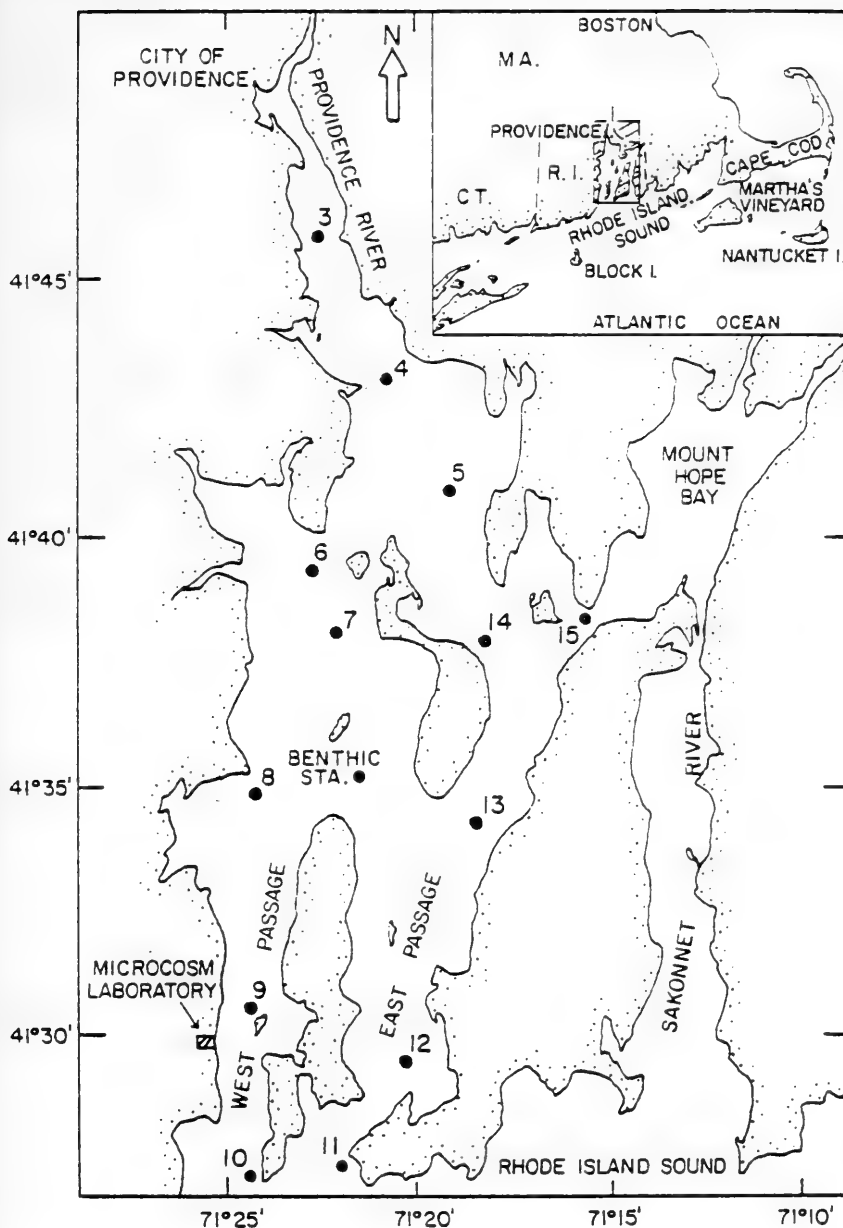 CITY OF
PROVIDENCE
N
PROVIDENCE
RIVER
BOSTON
MA.
PROVIDENCE
R.I.
CT.
CAPE COD
RHODE ISLAND
SOUND
MARTHA'S
VINEYARD
NANTUCKET I.
BLOCK I.
ATLANTIC OCEAN
3
41°45'
4
MOUNT
HOPE
BAY
5
41°40'
6
7
14
15
BENTHIC
STA.
8
41°35'
13
WEST PASSAGE
EAST PASSAGE
SAKONNET RIVER
MICROCOSM
LABORATORY
9
41°30'
12
10
11
RHODE ISLAND SOUND
71°25'
71°20'
71°15'
71°10'